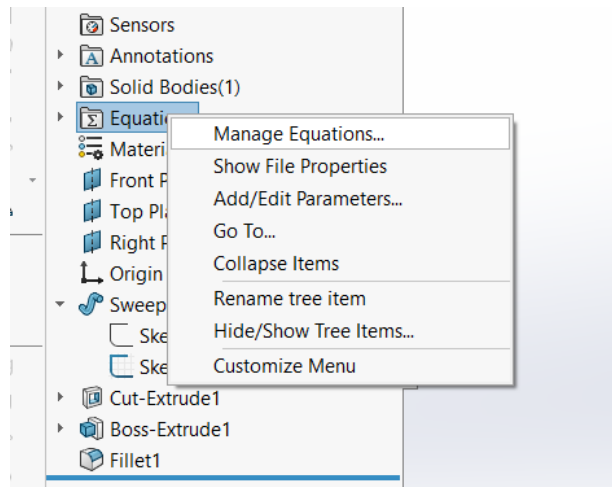 Sensors
Annotations
Solid Bodies(1)
Manage Equations...
Show File Properties
Add/Edit Parameters...
Go To...
Collapse Items
Origin
Rename tree item
Sweep
Hide/Show Tree Items...
Customize Menu
Cut-Extrude1
Boss-Extrude1
Fillet1